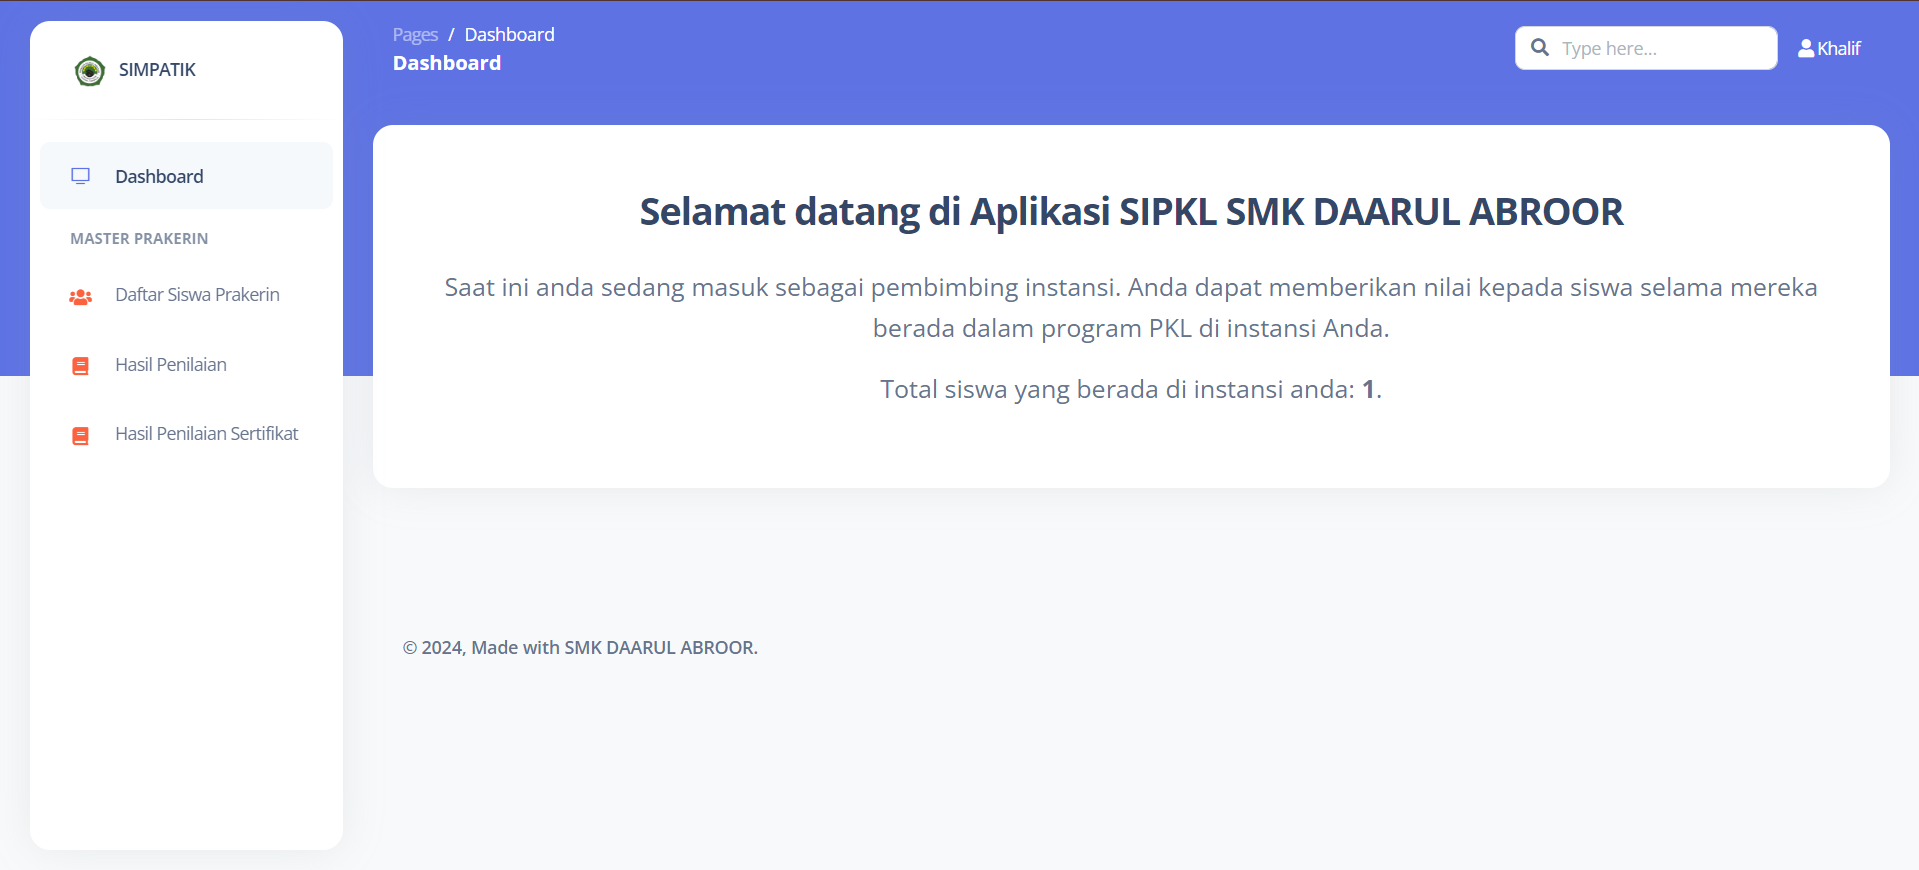 SIMPATIK
Dashboard
MASTER PRAKERIN
Daftar Siswa Prakerin
Hasil Penilaian
Hasil Penilaian Sertifikat
Pages / Dashboard
Dashboard
Type here...
Khalif
Selamat datang di Aplikasi SIPKL SMK DAARUL ABROOR
Saat ini anda sedang masuk sebagai pembimbing instansi. Anda dapat memberikan nilai kepada siswa selama mereka
berada dalam program PKL di instansi Anda.
Total siswa yang berada di instansi anda: 1.
© 2024, Made with SMK DAARUL ABROOR.